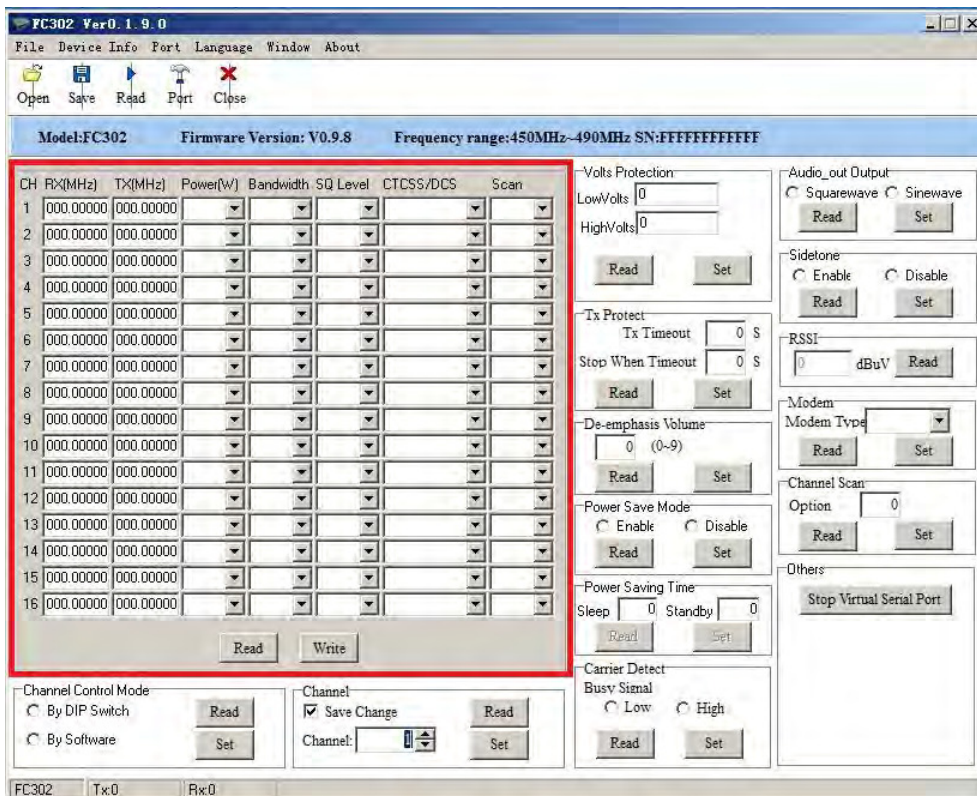 FC302 Ver0.1.9.0
File Device Info Port Language Window About
Open Save Read Port Close
Model:FC302 Firmware Version: V0.9.8 Frequency range:450MHz~490MHz SN:FFFFFFFFFFFF
CH RX(MHz) TX(MHz) Power(W) Bandwidth SQ Level CTCSS/DCS Scan
1 000.00000 000.00000
2 000.00000 000.00000
3 000.00000 000.00000
4 000.00000 000.00000
5 000.00000 000.00000
6 000.00000 000.00000
7 000.00000 000.00000
8 000.00000 000.00000
9 000.00000 000.00000
10 000.00000 000.00000
11 000.00000 000.00000
12 000.00000 000.00000
13 000.00000 000.00000
14 000.00000 000.00000
15 000.00000 000.00000
16 000.00000 000.00000
Read Write
Channel Control Mode
By DIP Switch Read
By Software Set
Channel
Save Change Read
Channel: 1 Set
Volts Protection
LowVolts 0
HighVolts 0
Read Set
Tx Protect
Tx Timeout 0 S
Stop When Timeout 0 S
Read Set
De-emphasis Volume
0 (0~9)
Read Set
Power Save Mode
Enable Disable
Read Set
Power Saving Time
Sleep 0 Standby 0
Read Set
Carrier Detect
Busy Signal
Low High
Read Set
Audio_out Output
Squarewave Sinewave
Read Set
Sidetone
Enable Disable
Read Set
RSSI
0 dBuV Read
Modem
Modem Type
Read Set
Channel Scan
Option 0
Read Set
Others
Stop Virtual Serial Port
FC302 Tx:0 Rx:0